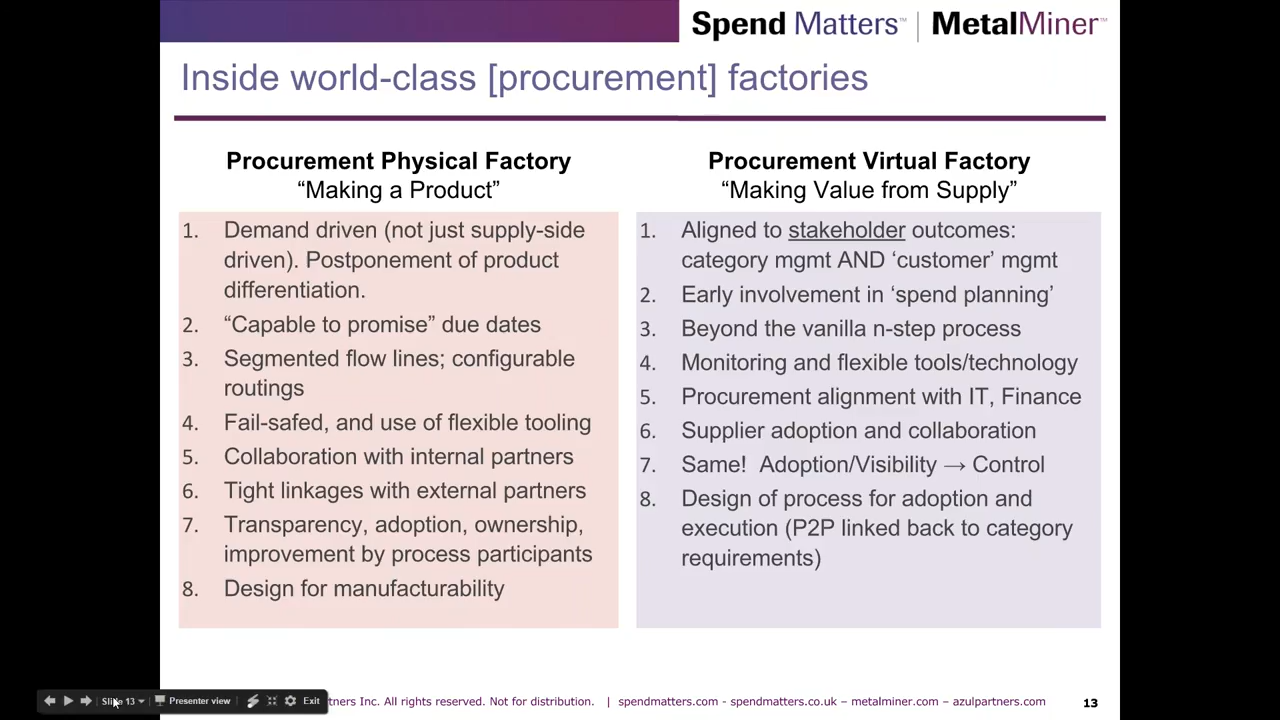 Spend Matters™ | MetalMiner™
Inside world-class [procurement] factories
Procurement Physical Factory
“Making a Product”
1. Demand driven (not just supply-side
driven). Postponement of product
differentiation.
2. “Capable to promise” due dates
3. Segmented flow lines; configurable
routings
4. Fail-safed, and use of flexible tooling
5. Collaboration with internal partners
6. Tight linkages with external partners
7. Transparency, adoption, ownership,
improvement by process participants
8. Design for manufacturability
Procurement Virtual Factory
“Making Value from Supply”
1. Aligned to stakeholder outcomes:
category mgmt AND ‘customer’ mgmt
2. Early involvement in ‘spend planning’
3. Beyond the vanilla n-step process
4. Monitoring and flexible tools/technology
5. Procurement alignment with IT, Finance
6. Supplier adoption and collaboration
7. Same! Adoption/Visibility → Control
8. Design of process for adoption and
execution (P2P linked back to category
requirements)
Slide 13 Presenter view Exit
Inc. All rights reserved. Not for distribution. | spendmatters.com - spendmatters.co.uk – metalminer.com – azulpartners.com 13